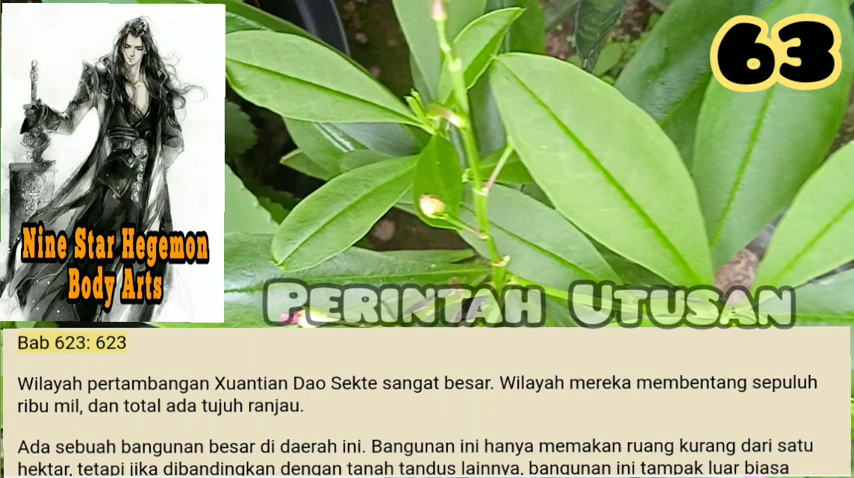 63
Nine Star Hegemon
Body Arts
Perintah Utusan
Bab 623: 623
Wilayah pertambangan Xuantian Dao Sekte sangat besar. Wilayah mereka membentang sepuluh
ribu mil, dan total ada tujuh ranjau.
Ada sebuah bangunan besar di daerah ini. Bangunan ini hanya memakan ruang kurang dari satu
hektar, tetapi jika dibandingkan dengan tanah tandus lainnya, bangunan ini tampak luar biasa